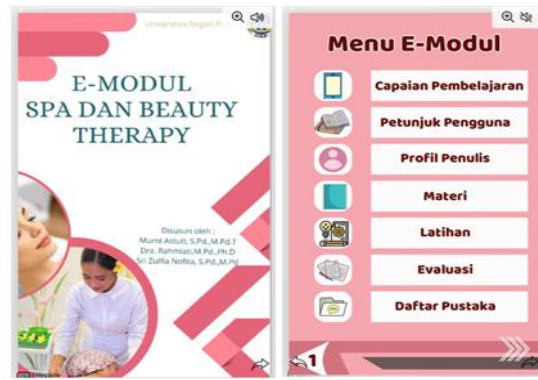 Universitas Negeri
E-MODUL
SPA DAN BEAUTY
THERAPY
Disusun oleh :
Murni Astuti, S.Pd.,M.Pd.T
Dra. Rahmiati,M.Pd.,Ph.D
Sri Zulfia Nofita, S.Pd.,M.Pd
Menu E-Modul
Capaian Pembelajaran
Petunjuk Pengguna
Profil Penulis
Materi
Latihan
Evaluasi
Daftar Pustaka
1